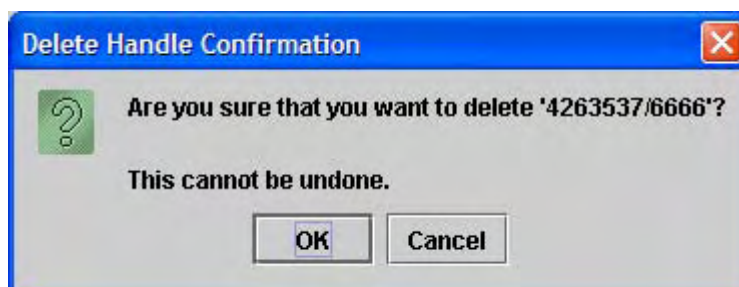 Delete Handle Confirmation
Are you sure that you want to delete '4263537/6666'?
This cannot be undone.
OK Cancel